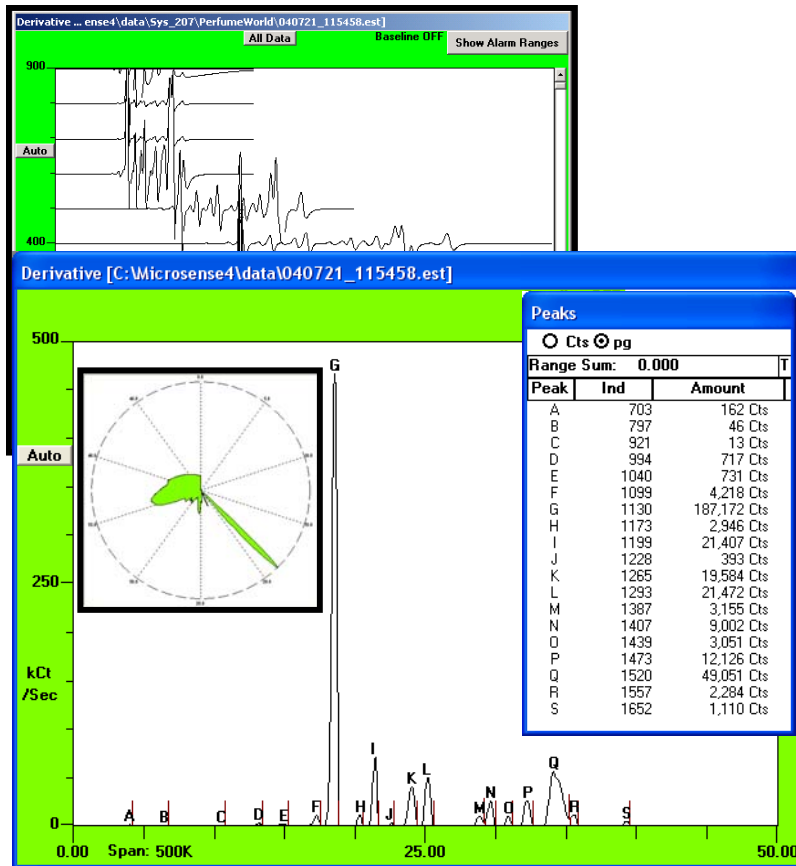 Derivative ... ense4\data\Sys_207\PerfumeWorld\040721_115458.est]
All Data
Baseline OFF
Show Alarm Ranges
900
Auto
400
Derivative [C:\Microsense4\data\040721_115458.est]
500
Auto
250
kCt
/Sec
0
A B C D E F G H I J K L M N O P Q R S
0.00 Span: 500K 25.00 50.00
Peaks
Cts pg
Range Sum: 0.000 T
Peak Ind Amount
A 703 162 Cts
B 797 46 Cts
C 921 13 Cts
D 994 717 Cts
E 1040 731 Cts
F 1099 4,218 Cts
G 1130 187,172 Cts
H 1173 2,946 Cts
I 1199 21,407 Cts
J 1228 393 Cts
K 1265 19,584 Cts
L 1293 21,472 Cts
M 1387 3,155 Cts
N 1407 9,002 Cts
O 1439 3,051 Cts
P 1473 12,126 Cts
Q 1520 49,051 Cts
R 1557 2,284 Cts
S 1652 1,110 Cts